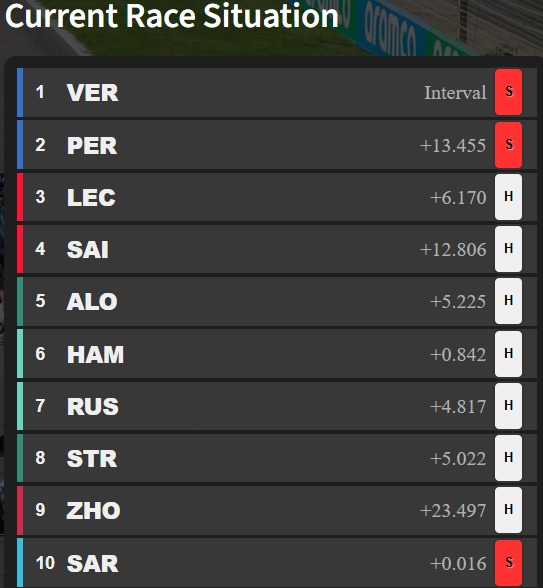 Current Race Situation
aramco
1 VER Interval S
2 PER +13.455 S
3 LEC +6.170 H
4 SAI +12.806 H
5 ALO +5.225 H
6 HAM +0.842 H
7 RUS +4.817 H
8 STR +5.022 H
9 ZHO +23.497 H
10 SAR +0.016 S